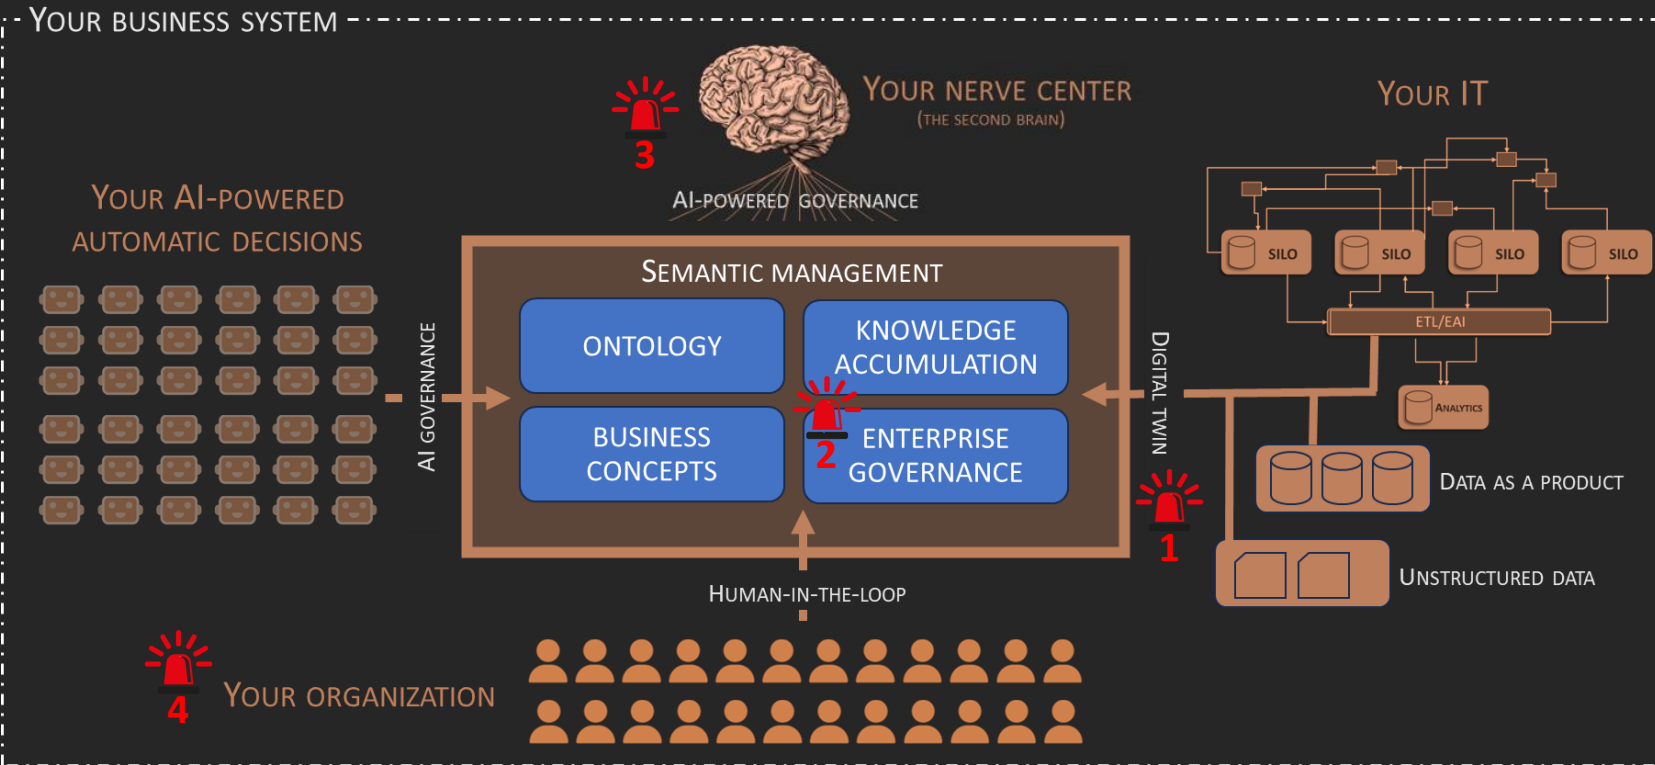 YOUR BUSINESS SYSTEM
3
YOUR NERVE CENTER
(THE SECOND BRAIN)
AI-POWERED GOVERNANCE
YOUR IT
SILO
SILO
SILO
SILO
ETL/EAI
ANALYTICS
YOUR AI-POWERED
AUTOMATIC DECISIONS
AI GOVERNANCE
SEMANTIC MANAGEMENT
ONTOLOGY
KNOWLEDGE
ACCUMULATION
BUSINESS
CONCEPTS
2
ENTERPRISE
GOVERNANCE
DIGITAL TWIN
1
DATA AS A PRODUCT
UNSTRUCTURED DATA
HUMAN-IN-THE-LOOP
4
YOUR ORGANIZATION